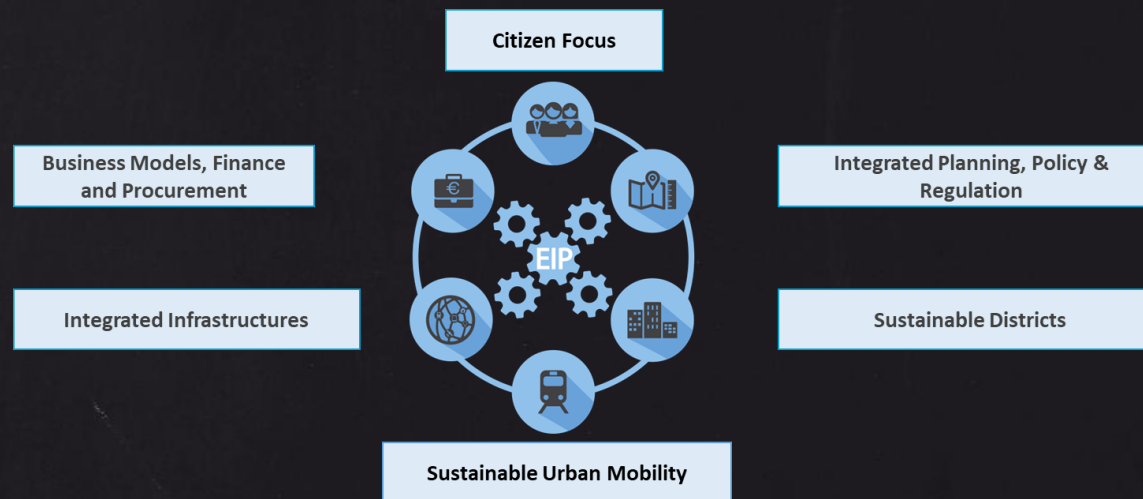 Citizen Focus
Business Models, Finance
and Procurement
Integrated Planning, Policy &
Regulation
€
EIP
Integrated Infrastructures
Sustainable Districts
Sustainable Urban Mobility